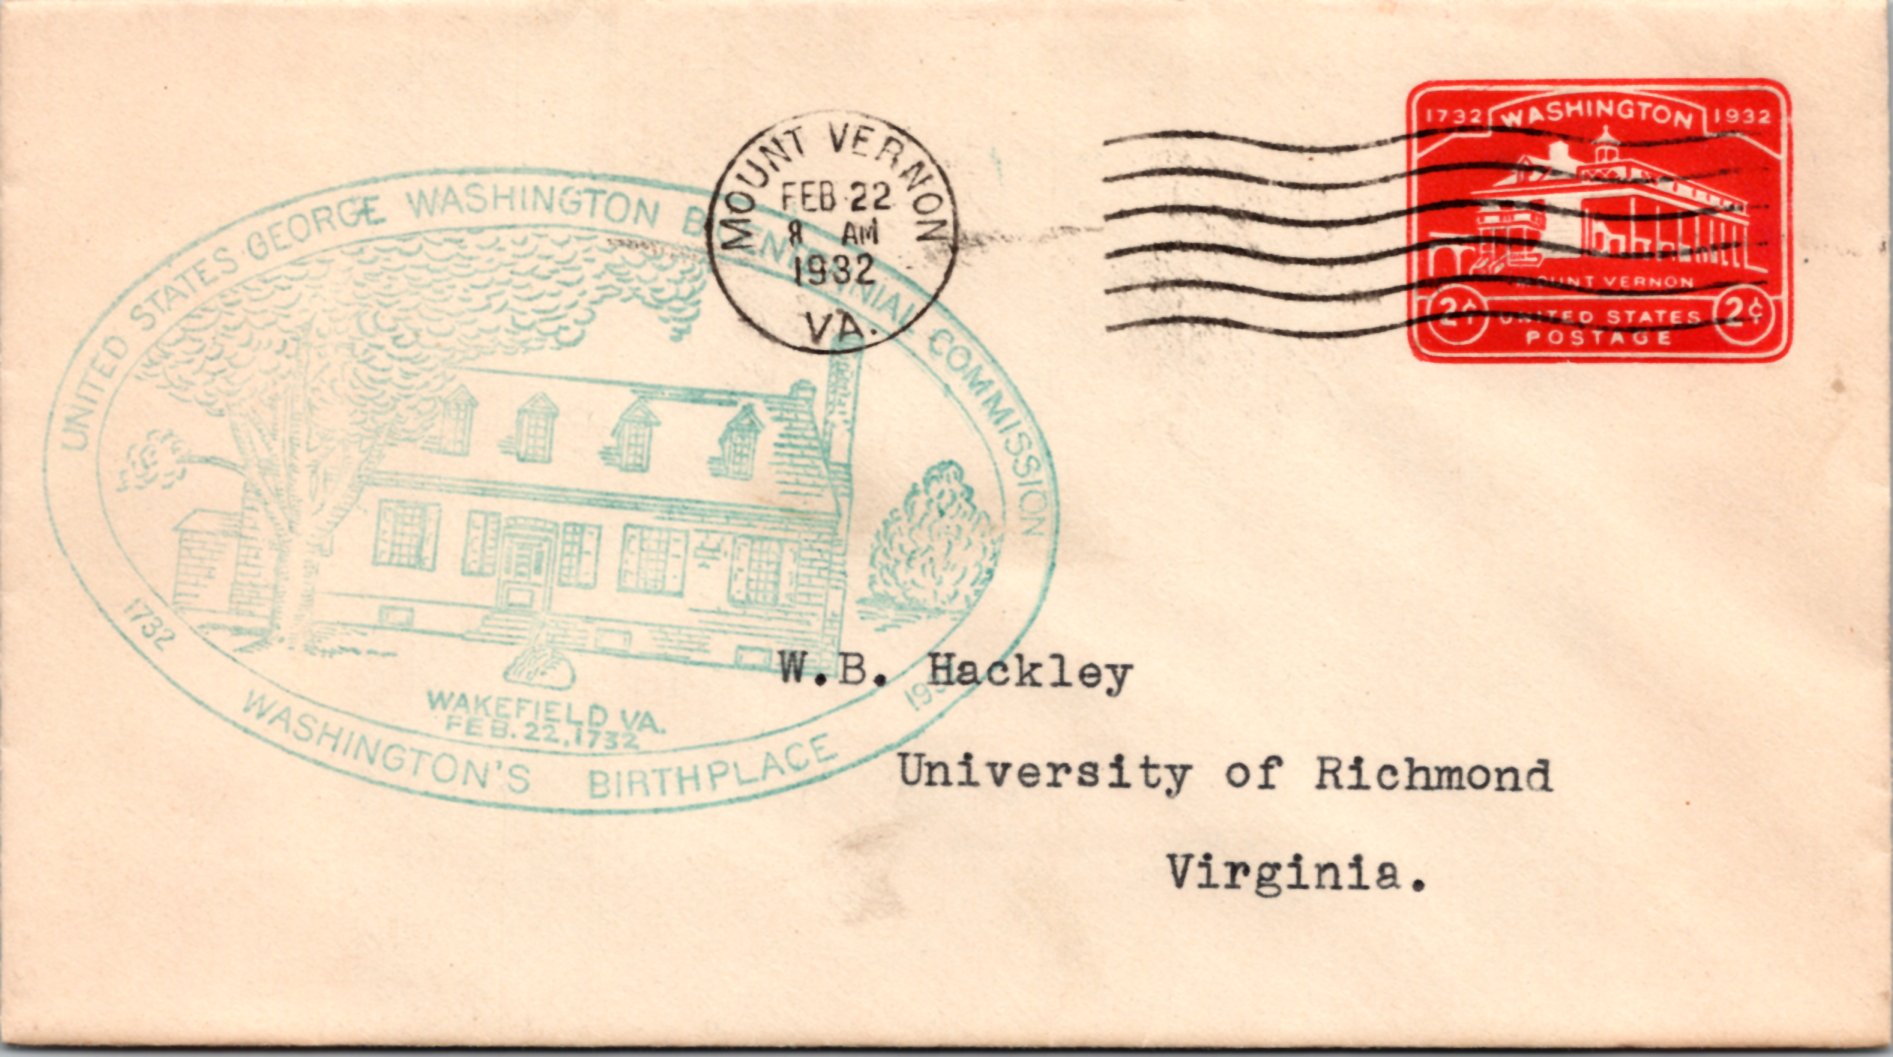 UNITED STATES GEORGE WASHINGTON BICENTENNIAL COMMISSION
1732
WAKEFIELD VA.
FEB. 22, 1732
WASHINGTON'S BIRTHPLACE
MOUNT VERNON
FEB 22
8 AM
1932
VA.
1732 WASHINGTON 1932
MOUNT VERNON
2¢ UNITED STATES 2¢
POSTAGE
W.B. Hackley
University of Richmond
Virginia.